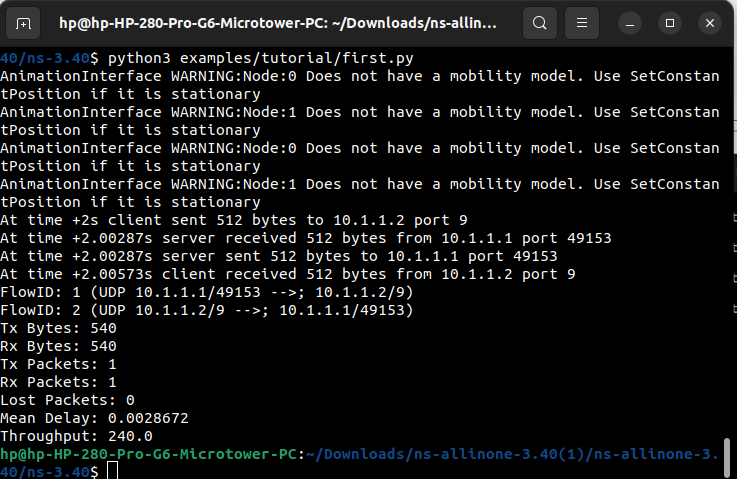 hp@hp-HP-280-Pro-G6-Microtower-PC: ~/Downloads/ns-allin...
40/ns-3.40$ python3 examples/tutorial/first.py
AnimationInterface WARNING:Node:0 Does not have a mobility model. Use SetConstan
tPosition if it is stationary
AnimationInterface WARNING:Node:1 Does not have a mobility model. Use SetConstan
tPosition if it is stationary
AnimationInterface WARNING:Node:0 Does not have a mobility model. Use SetConstan
tPosition if it is stationary
AnimationInterface WARNING:Node:1 Does not have a mobility model. Use SetConstan
tPosition if it is stationary
At time +2s client sent 512 bytes to 10.1.1.2 port 9
At time +2.00287s server received 512 bytes from 10.1.1.1 port 49153
At time +2.00287s server sent 512 bytes to 10.1.1.1 port 49153
At time +2.00573s client received 512 bytes from 10.1.1.2 port 9
FlowID: 1 (UDP 10.1.1.1/49153 -->; 10.1.1.2/9)
FlowID: 2 (UDP 10.1.1.2/9 -->; 10.1.1.1/49153)
Tx Bytes: 540
Rx Bytes: 540
Tx Packets: 1
Rx Packets: 1
Lost Packets: 0
Mean Delay: 0.0028672
Throughput: 240.0
hp@hp-HP-280-Pro-G6-Microtower-PC:~/Downloads/ns-allinone-3.40(1)/ns-allinone-3.
40/ns-3.40$